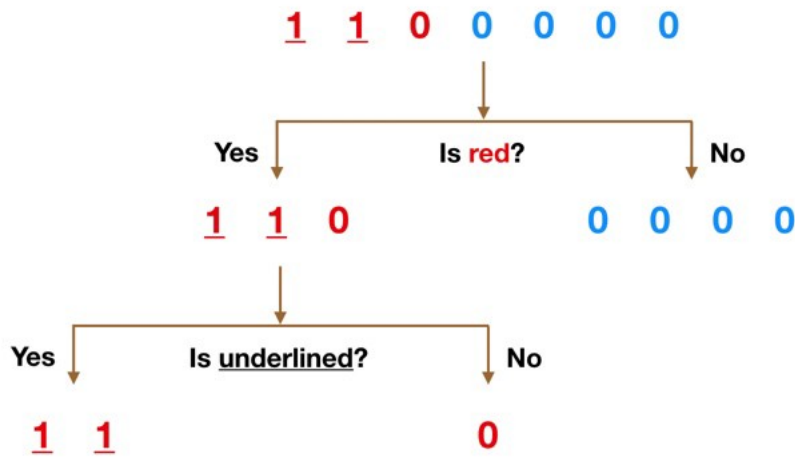 1 1 0 0 0 0 0
Yes Is red? No
1 1 0 0 0 0 0
Yes Is underlined? No
1 1 0